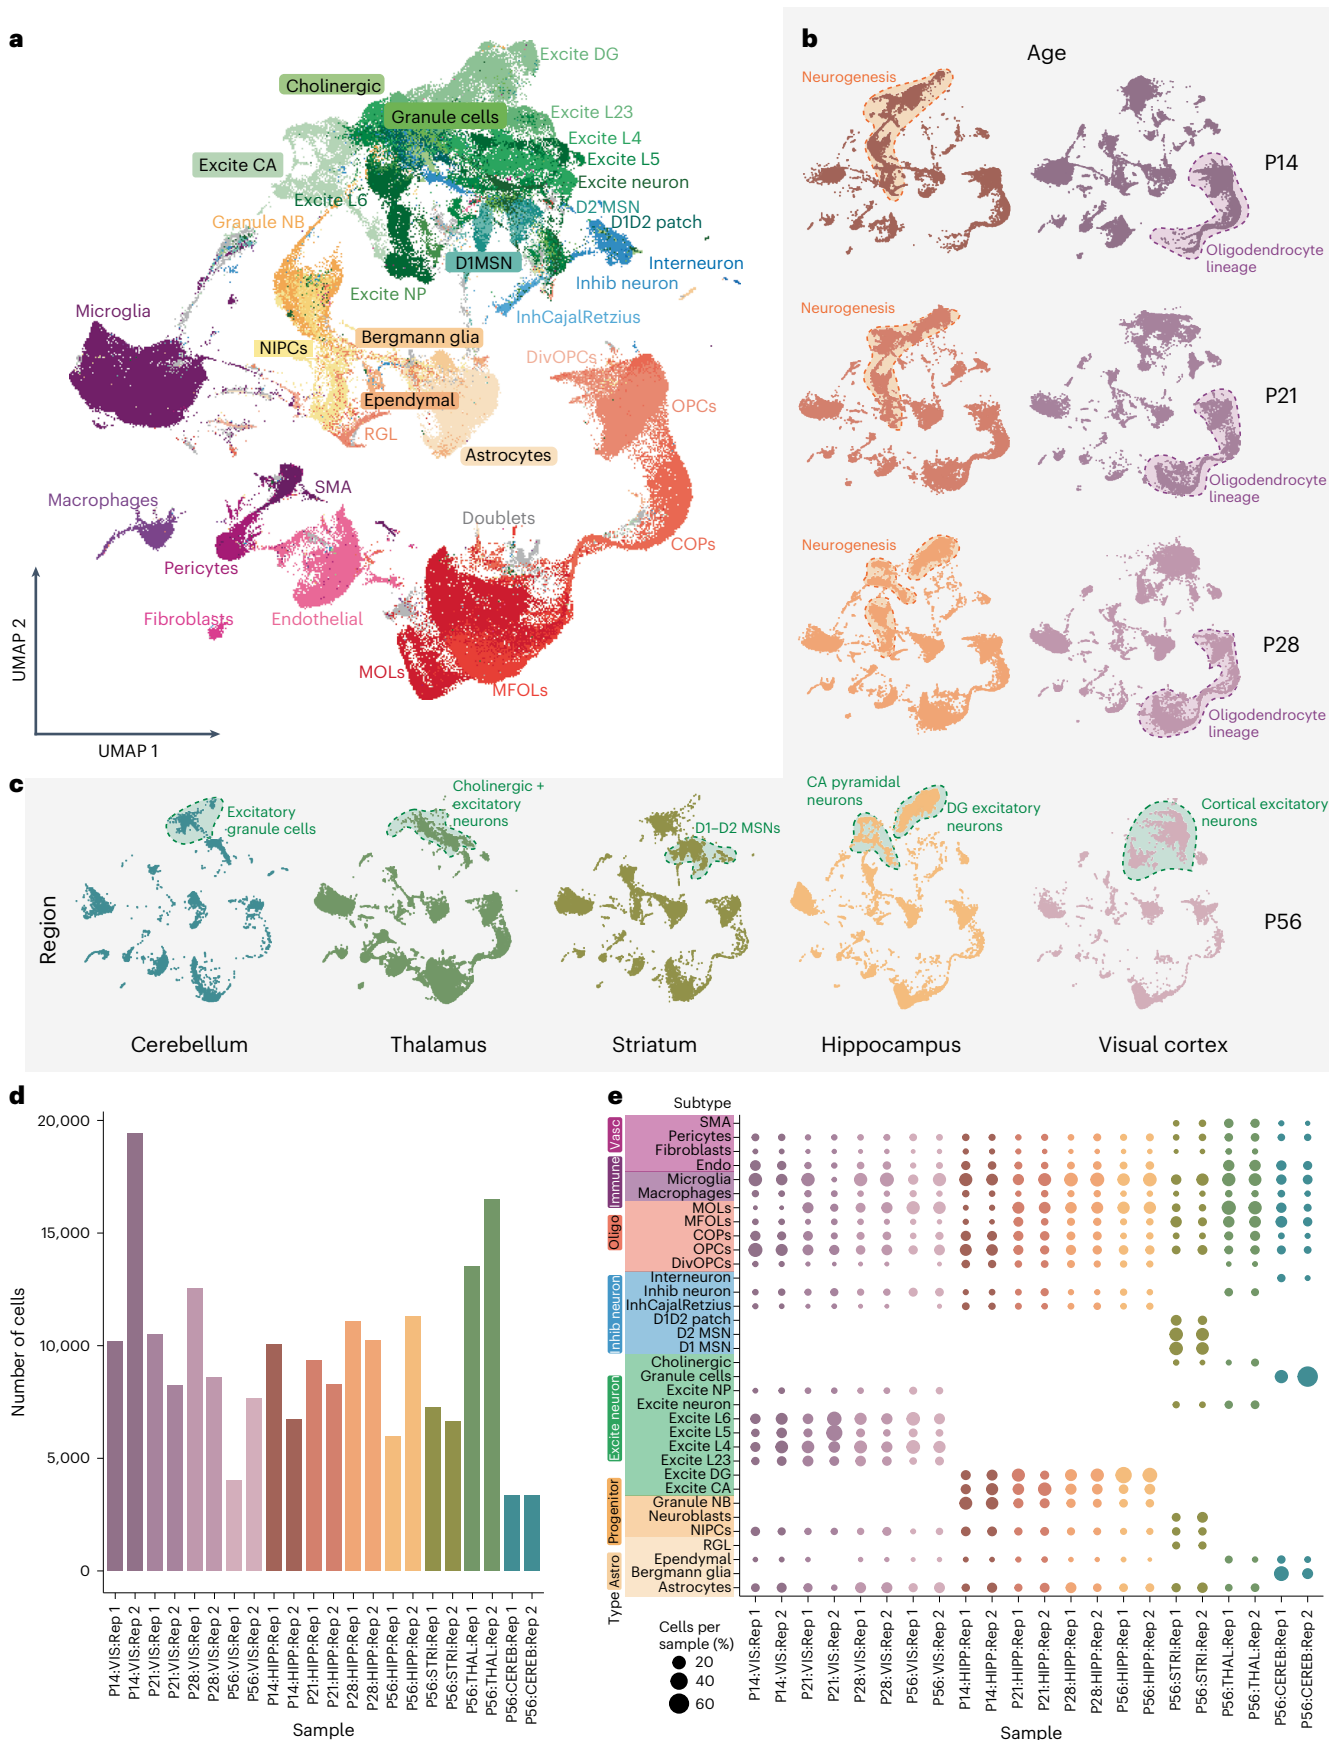 a
Excite DG
Cholinergic
Granule cells
Excite L23
Excite L4
Excite L5
Excite CA
Excite neuron
Excite L6
D2 MSN
Granule NB
D1D2 patch
D1MSN
Interneuron
Inhib neuron
Excite NP
Microglia
InhCajalRetzius
Bergmann glia
NIPCs
DivOPCs
Ependymal
OPCs
RGL
Astrocytes
SMA
Macrophages
Doublets
COPs
Pericytes
Fibroblasts
Endothelial
MOLs
MFOLs
UMAP 2
UMAP 1
b
Age
Neurogenesis
P14
Oligodendrocyte
lineage
Neurogenesis
P21
Oligodendrocyte
lineage
Neurogenesis
P28
Oligodendrocyte
lineage
c
Region
Excitatory
granule cells
Cholinergic +
excitatory
neurons
D1–D2 MSNs
CA pyramidal
neurons
DG excitatory
neurons
Cortical excitatory
neurons
P56
Cerebellum
Thalamus
Striatum
Hippocampus
Visual cortex
d
Number of cells
20,000
15,000
10,000
5,000
0
P14:VIS:Rep 1
P14:VIS:Rep 2
P21:VIS:Rep 1
P21:VIS:Rep 2
P28:VIS:Rep 1
P28:VIS:Rep 2
P56:VIS:Rep 1
P56:VIS:Rep 2
P14:HIPP:Rep 1
P14:HIPP:Rep 2
P21:HIPP:Rep 1
P21:HIPP:Rep 2
P28:HIPP:Rep 1
P28:HIPP:Rep 2
P56:HIPP:Rep 1
P56:HIPP:Rep 2
P56:STRI:Rep 1
P56:STRI:Rep 2
P56:THAL:Rep 1
P56:THAL:Rep 2
P56:CEREB:Rep 1
P56:CEREB:Rep 2
Sample
e
Subtype
Vasc
Immune
Oligo
Inhib neuron
Excite neuron
Progenitor
Astro
Type
SMA
Pericytes
Fibroblasts
Endo
Microglia
Macrophages
MOLs
MFOLs
COPs
OPCs
DivOPCs
Interneuron
Inhib neuron
InhCajalRetzius
D1D2 patch
D2 MSN
D1 MSN
Cholinergic
Granule cells
Excite NP
Excite neuron
Excite L6
Excite L5
Excite L4
Excite L23
Excite DG
Excite CA
Granule NB
Neuroblasts
NIPCs
RGL
Ependymal
Bergmann glia
Astrocytes
Cells per
sample (%)
20
40
60
P14:VIS:Rep 1
P14:VIS:Rep 2
P21:VIS:Rep 1
P21:VIS:Rep 2
P28:VIS:Rep 1
P28:VIS:Rep 2
P56:VIS:Rep 1
P56:VIS:Rep 2
P14:HIPP:Rep 1
P14:HIPP:Rep 2
P21:HIPP:Rep 1
P21:HIPP:Rep 2
P28:HIPP:Rep 1
P28:HIPP:Rep 2
P56:HIPP:Rep 1
P56:HIPP:Rep 2
P56:STRI:Rep 1
P56:STRI:Rep 2
P56:THAL:Rep 1
P56:THAL:Rep 2
P56:CEREB:Rep 1
P56:CEREB:Rep 2
Sample